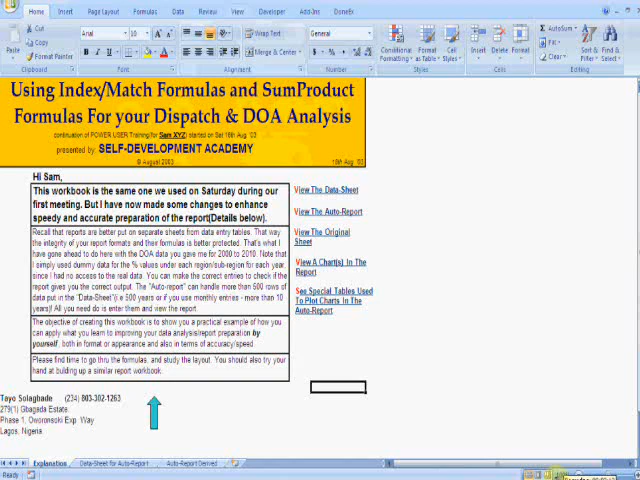 Home Insert Page Layout Formulas Data Review View Developer Add-Ins
Cut
Copy
Format Painter
Paste
Clipboard
Arial 10
Font
Wrap Text
Merge & Center
Alignment
General
Number
Conditional Formatting Format as Table Cell Styles
Styles
Insert Delete Format
Cells
AutoSum
Fill
Clear
Sort & Filter Find & Select
Editing
Using Index/Match Formulas and SumProduct
Formulas For your Dispatch & DOA Analysis
continuation of POWER USER Training for Sam XYZ) started on Sat 16th Aug '03
presented by: SELF-DEVELOPMENT ACADEMY
9 August 2003 16th Aug '03
Hi Sam,
This workbook is the same one we used on Saturday during our
first meeting. But I have now made some changes to enhance
speedy and accurate preparation of the report(Details below).
Recall that reports are better put on separate sheets from data entry tables. That way
the integrity of your report formats and their formulas is better protected. That's what I
have gone ahead to do here with the DOA data you gave me for 2000 to 2010. Note that
I simply used dummy data for the % values under each region/sub-region for each year,
since I had no access to the real data. You can make the correct entries to check if the
report gives you the correct output. The "Auto-report" can handle more than 500 rows of
data put in the "Data-Sheet"(i.e 500 years or if you use monthly entries - more than 10
years)! All you need do is enter them and view the report
The objective of creating this workbook is to show you a practical example of how you
can apply what you learn to improving your data analysis/report preparation by
yourself , both in format or appearance and also in terms of accuracy/speed
Please find time to go thru the formulas, and study the layout. You should also try your
hand at bulding up a similar report workbook.
View The Data-Sheet
View The Auto-Report
View The Original
Sheet
View A Chart(s) In The
Report
See Special Tables Used
To Plot Charts In The
Auto-Report
Tayo Solagbade (234) 803-302-1263
279(1) Gbagada Estate.
Phase 1, Oworonsoki Exp. Way
Lagos. Nigeria.
Explanation Data-Sheet for Auto-Report Auto-Report Derived
Ready